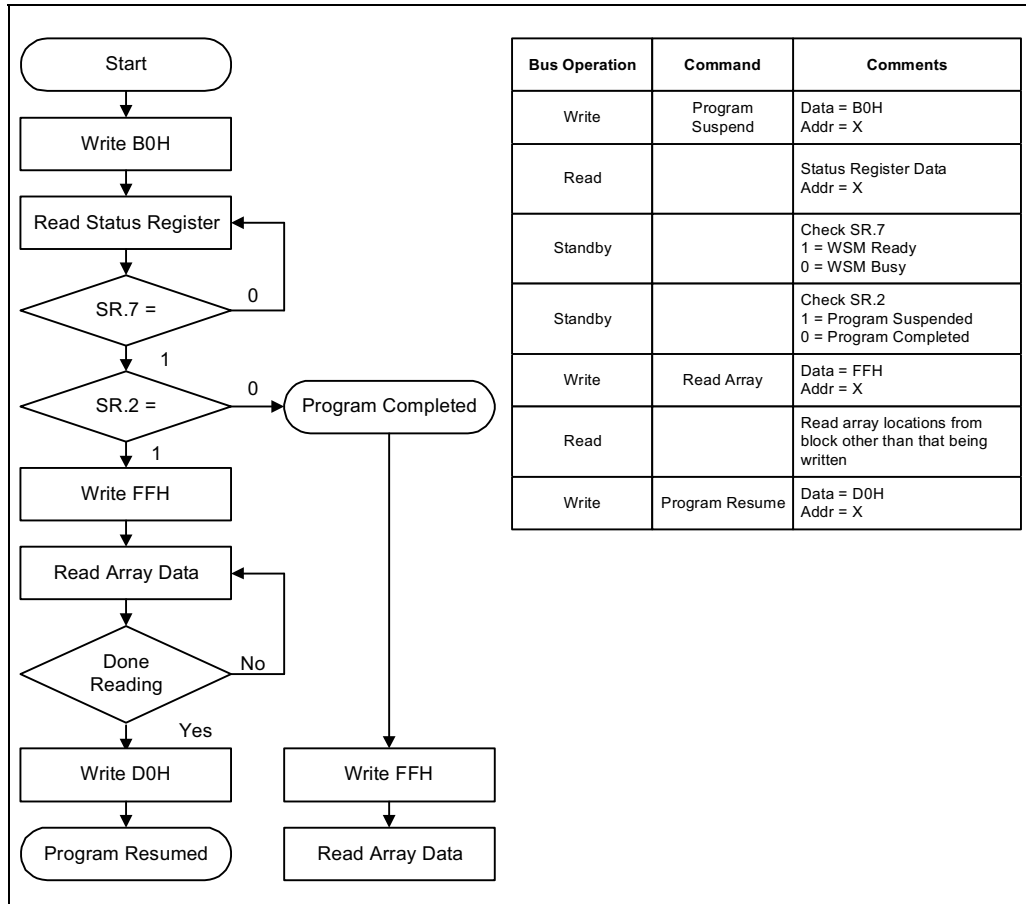 Start
Write B0H
Read Status Register
SR.7 =
0
1
SR.2 =
0
Program Completed
1
Write FFH
Read Array Data
Done
Reading
No
Yes
Write D0H
Write FFH
Program Resumed
Read Array Data
Bus Operation Command Comments
Write Program Suspend Data = B0H
Addr = X
Read Status Register Data
Addr = X
Standby Check SR.7
1 = WSM Ready
0 = WSM Busy
Standby Check SR.2
1 = Program Suspended
0 = Program Completed
Write Read Array Data = FFH
Addr = X
Read Read array locations from
block other than that being
written
Write Program Resume Data = D0H
Addr = X